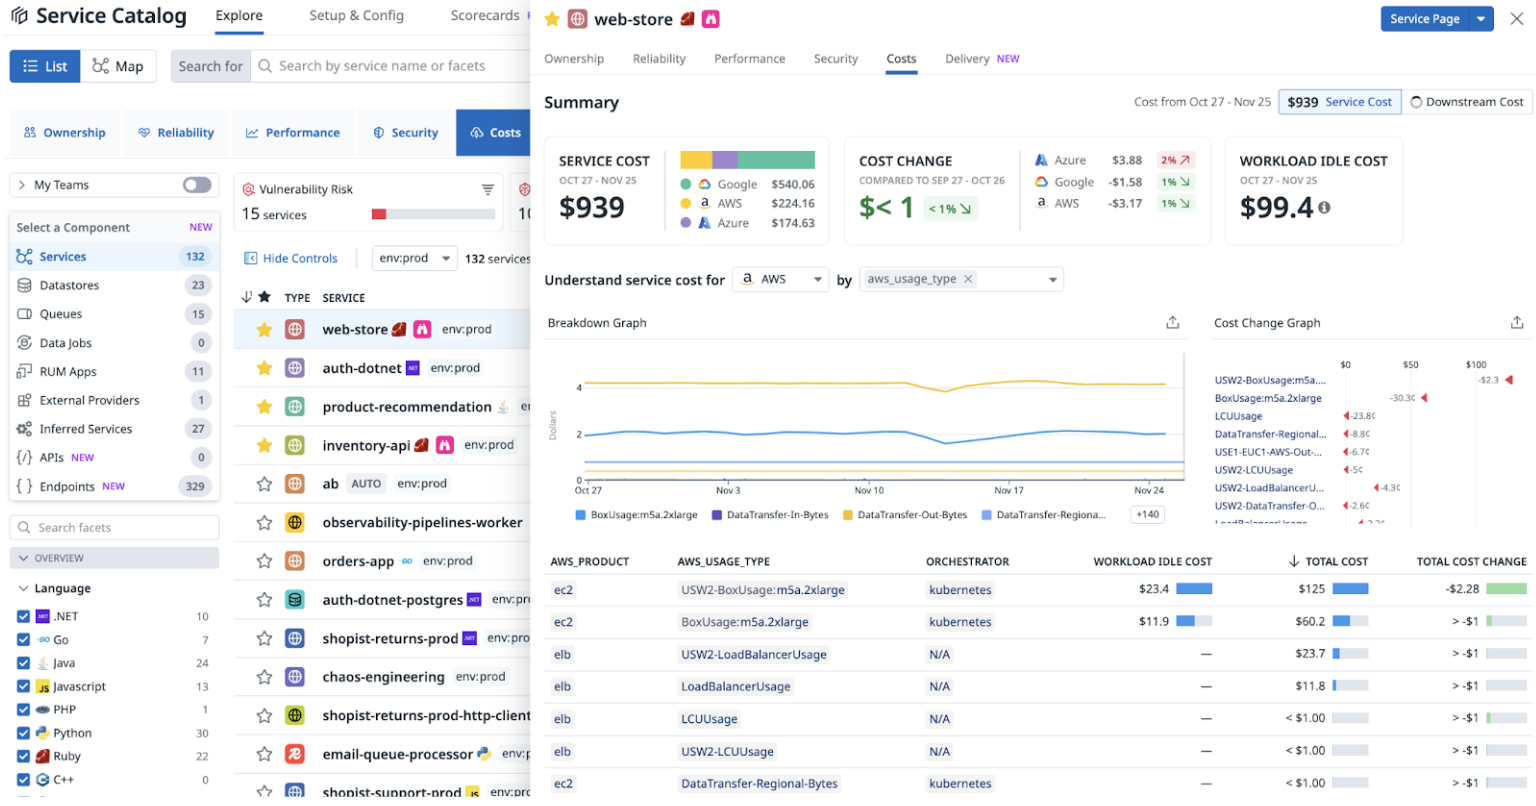 Service Catalog
Explore
Setup & Config
Scorecards
List
Map
Search for
Search by service name or facets
Ownership
Reliability
Performance
Security
Costs
My Teams
Select a Component NEW
Services 132
Datastores 23
Queues 15
Data Jobs 0
RUM Apps 11
External Providers 1
Inferred Services 27
APIs NEW 0
Endpoints NEW 329
Search facets
OVERVIEW
Language
.NET 10
Go 7
Java 24
Javascript 13
PHP 1
Python 30
Ruby 22
C++ 0
Vulnerability Risk
15 services
Hide Controls
env:prod
132 services
TYPE SERVICE
web-store env:prod
auth-dotnet env:prod
product-recommendation
inventory-api env:prod
ab AUTO env:prod
observability-pipelines-worker
orders-app env:prod
auth-dotnet-postgres
shopist-returns-prod
chaos-engineering env:prod
shopist-returns-prod-http-client
email-queue-processor
shopist-support-prod
web-store
Service Page
Ownership
Reliability
Performance
Security
Costs
Delivery NEW
Summary
Cost from Oct 27 - Nov 25
$939 Service Cost
Downstream Cost
SERVICE COST
OCT 27 - NOV 25
$939
Google $540.06
a AWS $224.16
Azure $174.63
COST CHANGE
COMPARED TO SEP 27 - OCT 26
$< 1
< 1%
Azure $3.88 2%
Google -$1.58 1%
a AWS -$3.17 1%
WORKLOAD IDLE COST
OCT 27 - NOV 25
$99.4
Understand service cost for a AWS by aws_usage_type
Breakdown Graph
Dollars
4
2
0
Oct 27 Nov 3 Nov 10 Nov 17 Nov 24
BoxUsage:m5a.2xlarge DataTransfer-In-Bytes DataTransfer-Out-Bytes DataTransfer-Regiona... +140
Cost Change Graph
$0 $50 $100
USW2-BoxUsage:m5a.... -$2.3
BoxUsage:m5a.2xlarge -30.3¢
LCUUsage -23.8¢
DataTransfer-Regional... -8.8¢
USE1-EUC1-AWS-Out-... -6.7¢
USW2-LCUUsage -5¢
USW2-LoadBalancerU... -4.3¢
USW2-DataTransfer-O... -2.6¢
AWS_PRODUCT AWS_USAGE_TYPE ORCHESTRATOR WORKLOAD IDLE COST TOTAL COST TOTAL COST CHANGE
ec2 USW2-BoxUsage:m5a.2xlarge kubernetes $23.4 $125 -$2.28
ec2 BoxUsage:m5a.2xlarge kubernetes $11.9 $60.2 > -$1
elb USW2-LoadBalancerUsage N/A — $23.7 > -$1
elb LoadBalancerUsage N/A — $11.8 > -$1
elb LCUUsage N/A — < $1.00 > -$1
elb USW2-LCUUsage N/A — < $1.00 > -$1
ec2 DataTransfer-Regional-Bytes kubernetes — < $1.00 > -$1